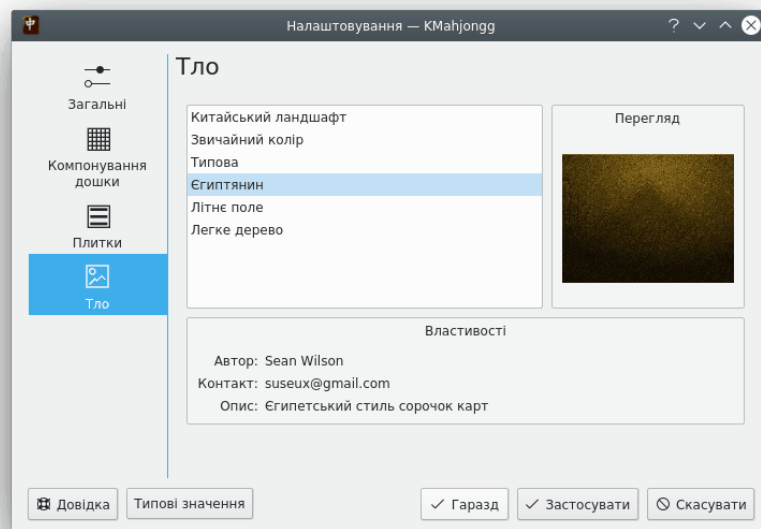 Налаштовування — KMahjongg
Загальні
Компонування
дошки
Плитки
Тло
Тло
Китайський ландшафт
Звичайний колір
Типова
Єгиптянин
Літнє поле
Легке дерево
Перегляд
Властивості
Автор: Sean Wilson
Контакт: suseux@gmail.com
Опис: Єгипетський стиль сорочок карт
Довідка
Типові значення
Гаразд
Застосувати
Скасувати